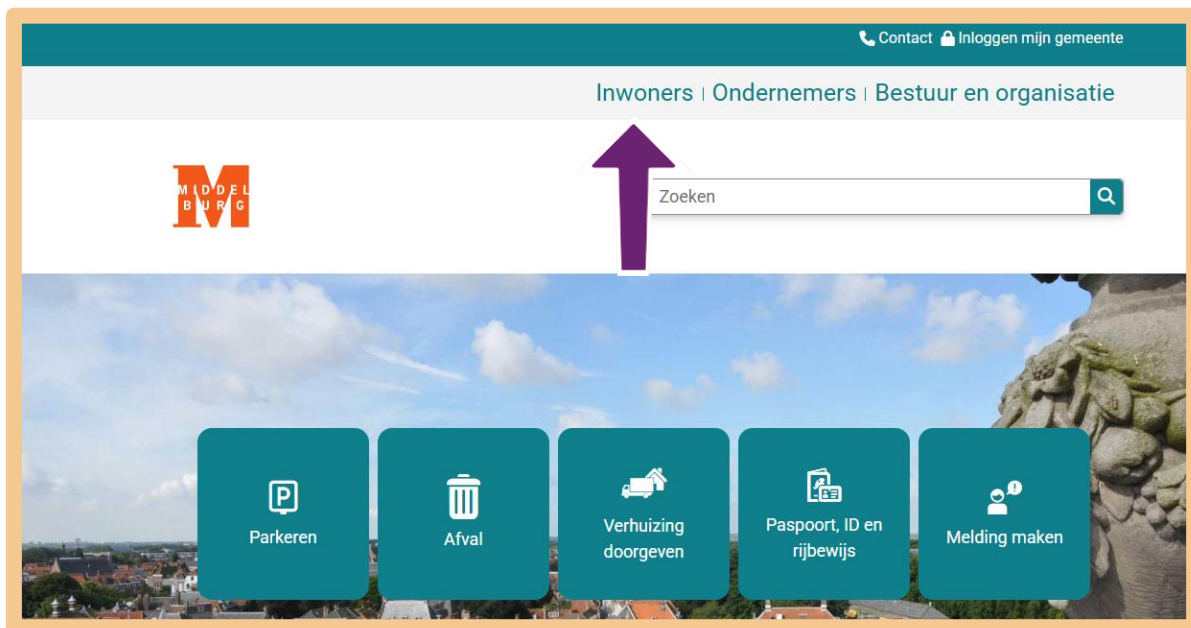 Contact Inloggen mijn gemeente
Inwoners | Ondernemers | Bestuur en organisatie
MIDDEL
BURG
Zoeken
P
Parkeren
Afval
Verhuizing
doorgeven
Paspoort, ID en
rijbewijs
Melding maken